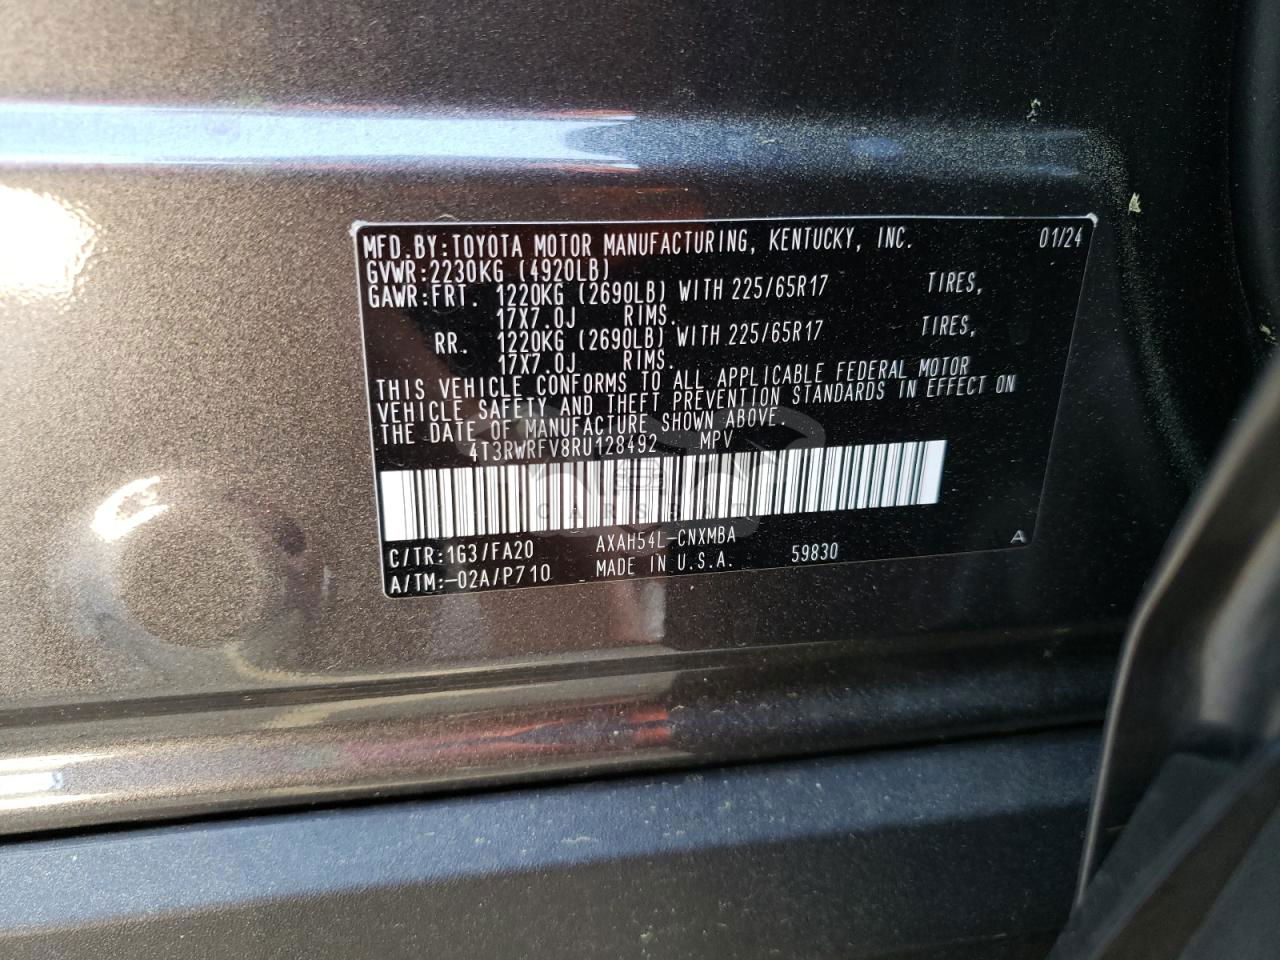 MFD.BY:TOYOTA MOTOR MANUFACTURING, KENTUCKY, INC. 01/24
GVWR:2230KG (4920LB)
GAWR:FRT. 1220KG (2690LB) WITH 225/65R17 TIRES,
17X7.0J RIMS.
RR. 1220KG (2690LB) WITH 225/65R17 TIRES,
17X7.0J RIMS.
THIS VEHICLE CONFORMS TO ALL APPLICABLE FEDERAL MOTOR
VEHICLE SAFETY AND THEFT PREVENTION STANDARDS IN EFFECT ON
THE DATE OF MANUFACTURE SHOWN ABOVE.
4T3RWRFV8RU128492 MPV
C/TR:1G3/FA20 AXAH54L-CNXMBA
A/TM:-02A/P710 MADE IN U.S.A. 59830 A